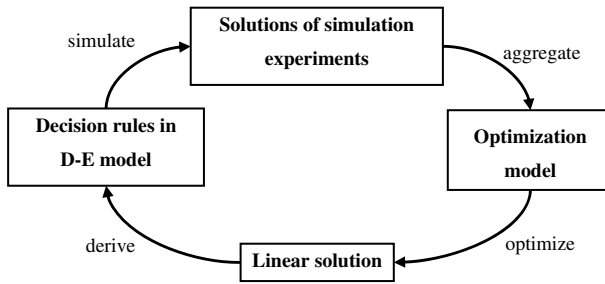 simulate
Solutions of simulation
experiments
aggregate
Decision rules in
D-E model
Optimization
model
derive
Linear solution
optimize